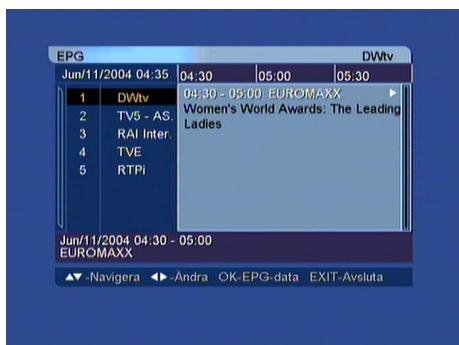 EPG DWtv
Jun/11/2004 04:35 04:30 05:00 05:30
1 DWtv
2 TV5 - AS.
3 RAI Inter.
4 TVE
5 RTPi
04:30 - 05:00 EUROMAXX
Women's World Awards: The Leading
Ladies
Jun/11/2004 04:30 - 05:00
EUROMAXX
▲▼ -Navigera ◀▶ -Ändra OK-EPG-data EXIT-Avsluta